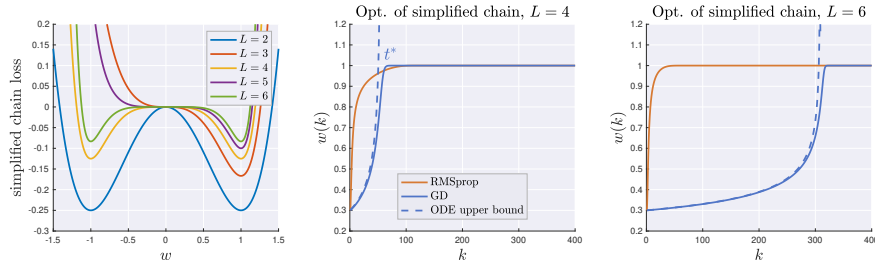 simplified chain loss
0.2
0.15
0.1
0.05
0
-0.05
-0.1
-0.15
-0.2
-0.25
-0.3
-1.5 -1 -0.5 0 0.5 1 1.5
w
L = 2
L = 3
L = 4
L = 5
L = 6
Opt. of simplified chain, L = 4
w(k)
1.2
1.1
1
0.9
0.8
0.7
0.6
0.5
0.4
0.3
0.2
0 100 200 300 400
k
t*
RMSprop
GD
ODE upper bound
Opt. of simplified chain, L = 6
w(k)
1.2
1.1
1
0.9
0.8
0.7
0.6
0.5
0.4
0.3
0.2
0 100 200 300 400
k